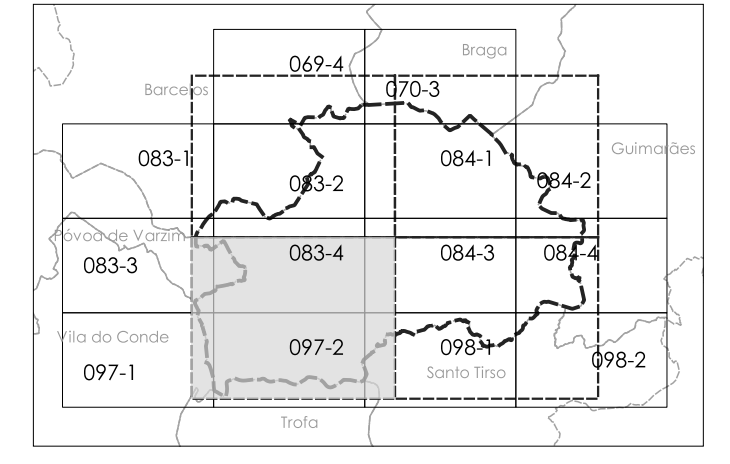 Braga
069-4
Barcelos
070-3
Guimarães
083-1
084-1
083-2
084-2
Póvoa de Varzim
083-4
084-3
084-4
083-3
Vila do Conde
097-2
098-1
098-2
097-1
Santo Tirso
Trofa